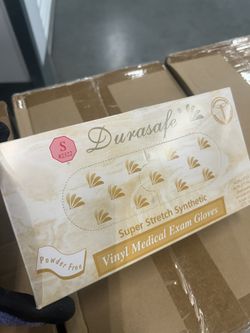 S
Durasafe
Super Stretch Synthetic
Vinyl Medical Exam Gloves
Powder Free